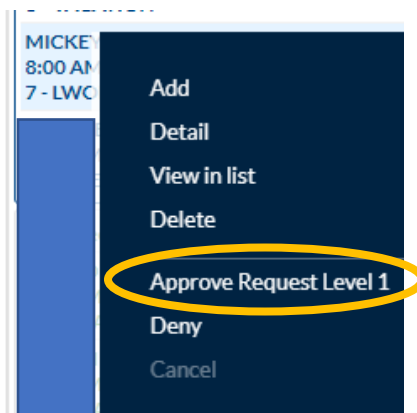 MICKEY
8:00 AM
7 - LWO
Add
Detail
View in list
Delete
Approve Request Level 1
Deny
Cancel